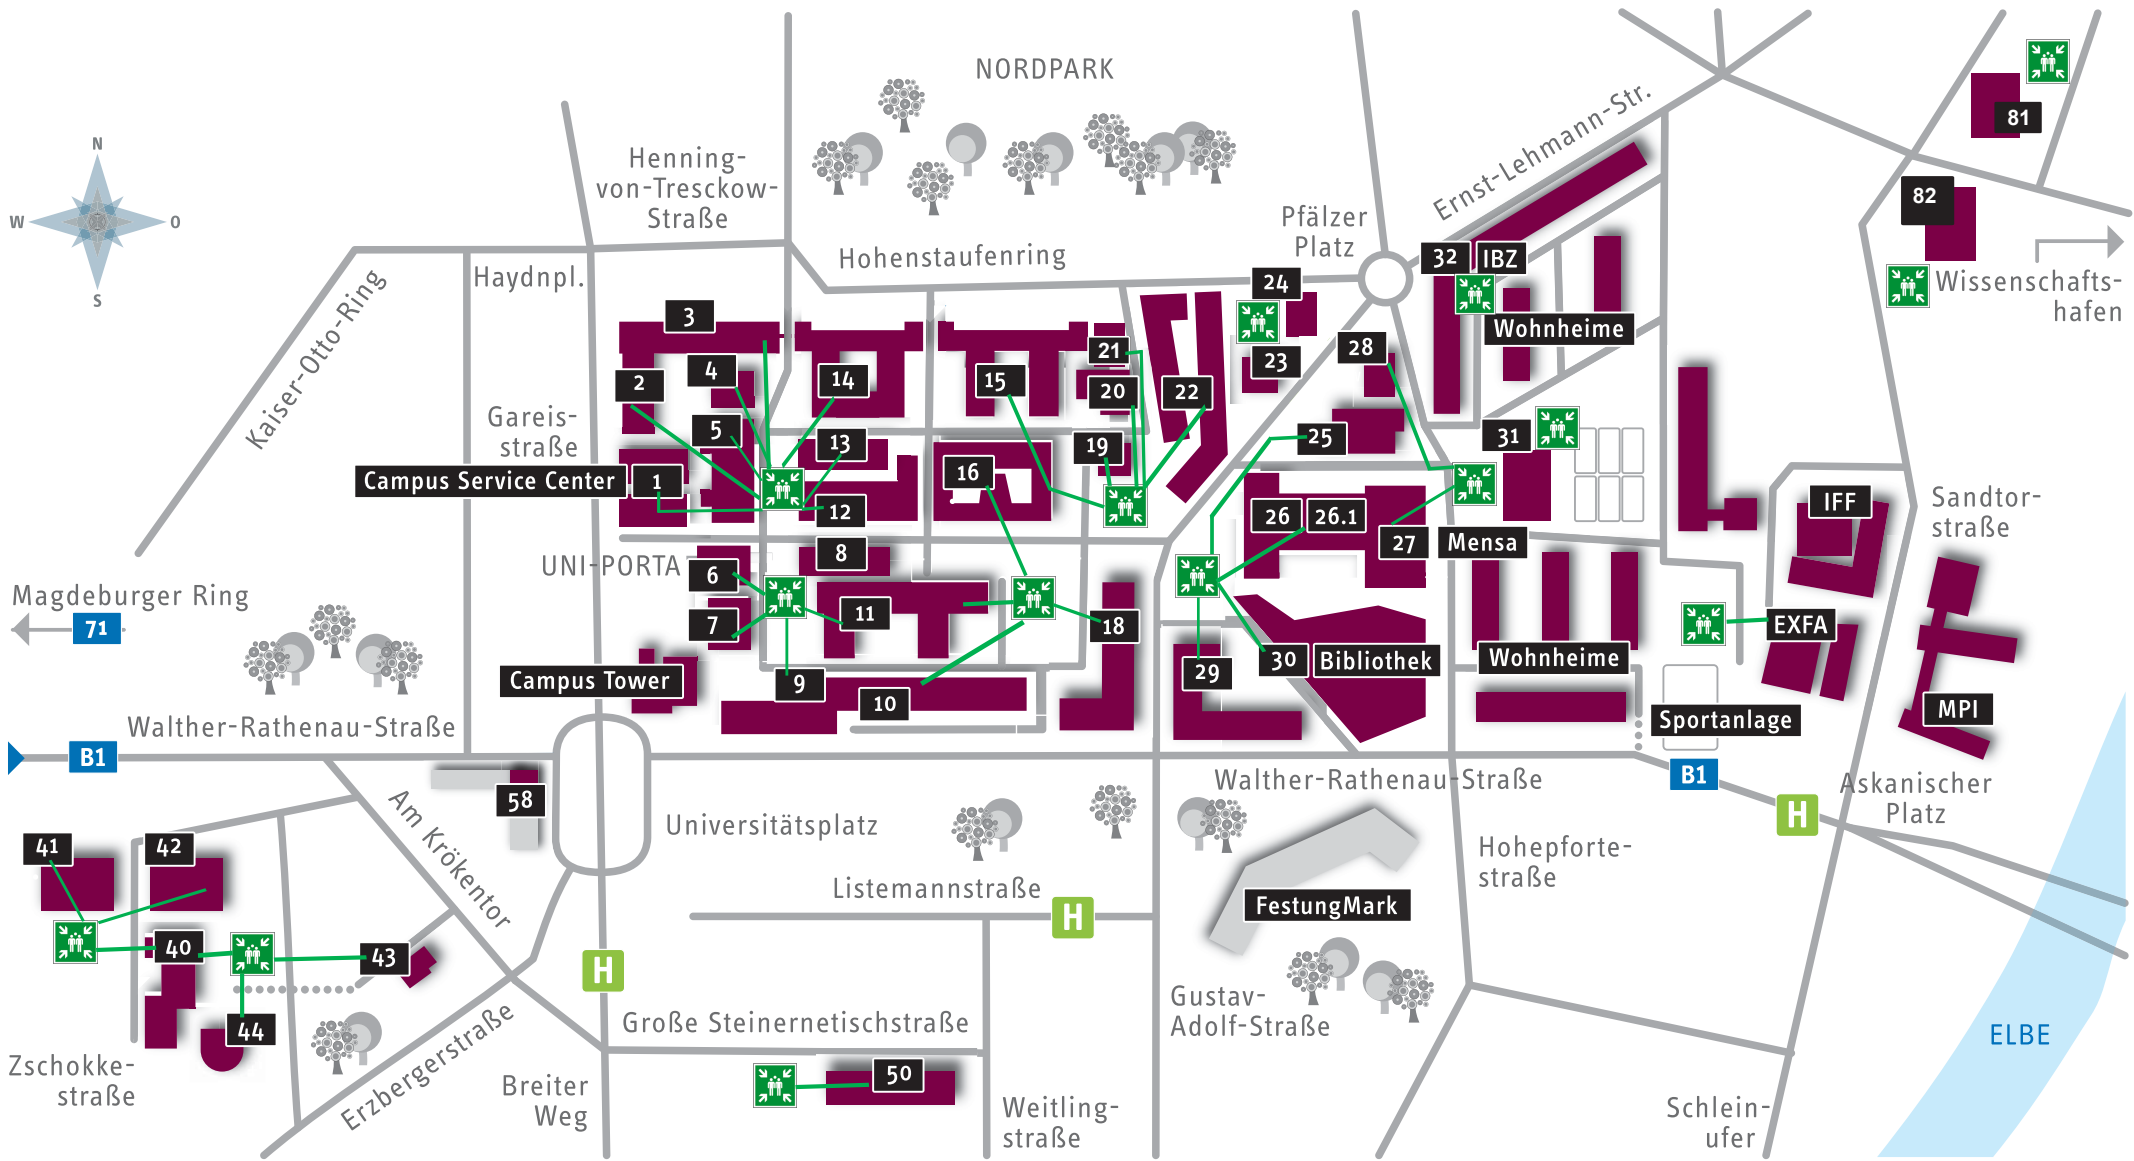 NORDPARK
81
N
W
O
S
Henning-
von-Tresckow-
Straße
Ernst-Lehmann-Str.
82
Pfälzer
Platz
Hohenstaufenring
32
IBZ
Haydnpl.
24
Wissenschafts-
hafen
Kaiser-Otto-Ring
3
Wohnheime
28
21
23
2
4
14
15
20
22
Gareis-
straße
5
13
19
25
31
Campus Service Center
1
16
12
26
26.1
27
Mensa
IFF
Sandtor-
straße
8
UNI-PORTA
6
Magdeburger Ring
71
7
11
18
EXFA
Campus Tower
9
10
29
30
Bibliothek
Wohnheime
MPI
Sportanlage
Walther-Rathenau-Straße
B1
58
Walther-Rathenau-Straße
B1
Askanischer
Platz
H
Am Krökentor
Universitätsplatz
41
42
Hohepforte-
straße
Listemannstraße
H
FestungMark
40
43
H
Gustav-
Adolf-Straße
44
Große Steinernetischstraße
ELBE
Zschokke-
straße
Erzbergerstraße
50
Breiter
Weg
Weitling-
straße
Schlein-
ufer